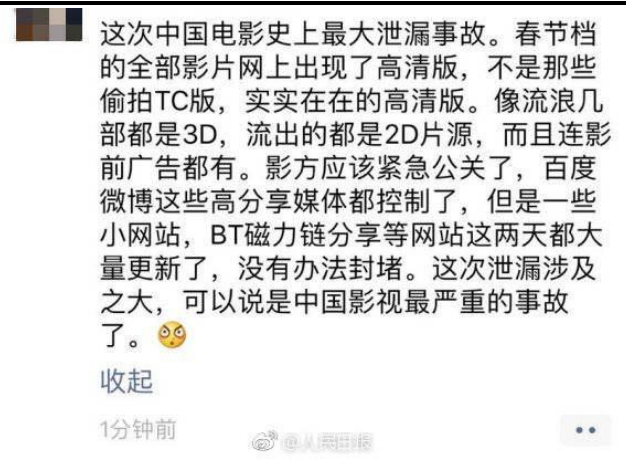 这次中国电影史上最大泄漏事故。春节档
的全部影片网上出现了高清版，不是那些
偷拍TC版，实实在在的高清版。像流浪几
部都是3D，流出的都是2D片源，而且连影
前广告都有。影方应该紧急公关了，百度
微博这些高分享媒体都控制了，但是一些
小网站，BT磁力链分享等网站这两天都大
量更新了，没有办法封堵。这次泄漏涉及
之大，可以说是中国影视最严重的事故
了。
收起
1分钟前
@人民日报